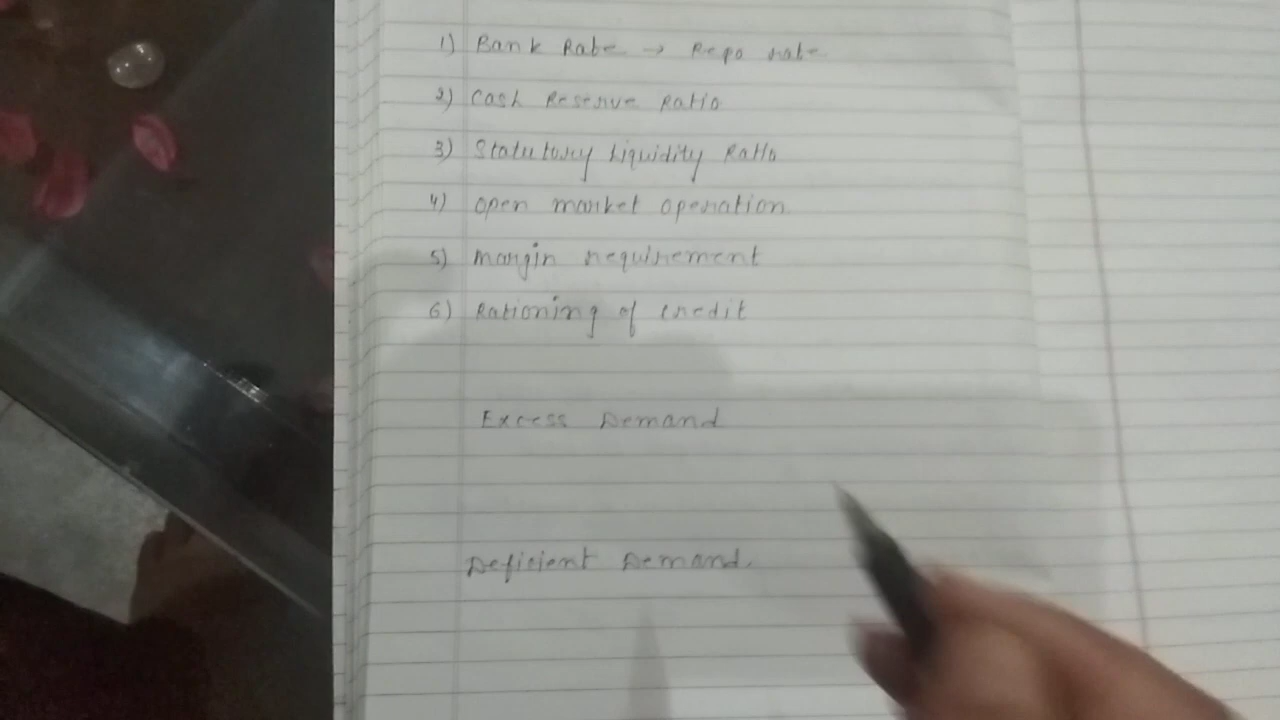 1) Bank Rate → Repo rate
2) Cash Reserve Ratio
3) Statutory Liquidity Ratio
4) open market operation
5) margin requirement
6) Rationing of credit
Excess Demand
Deficient Demand.